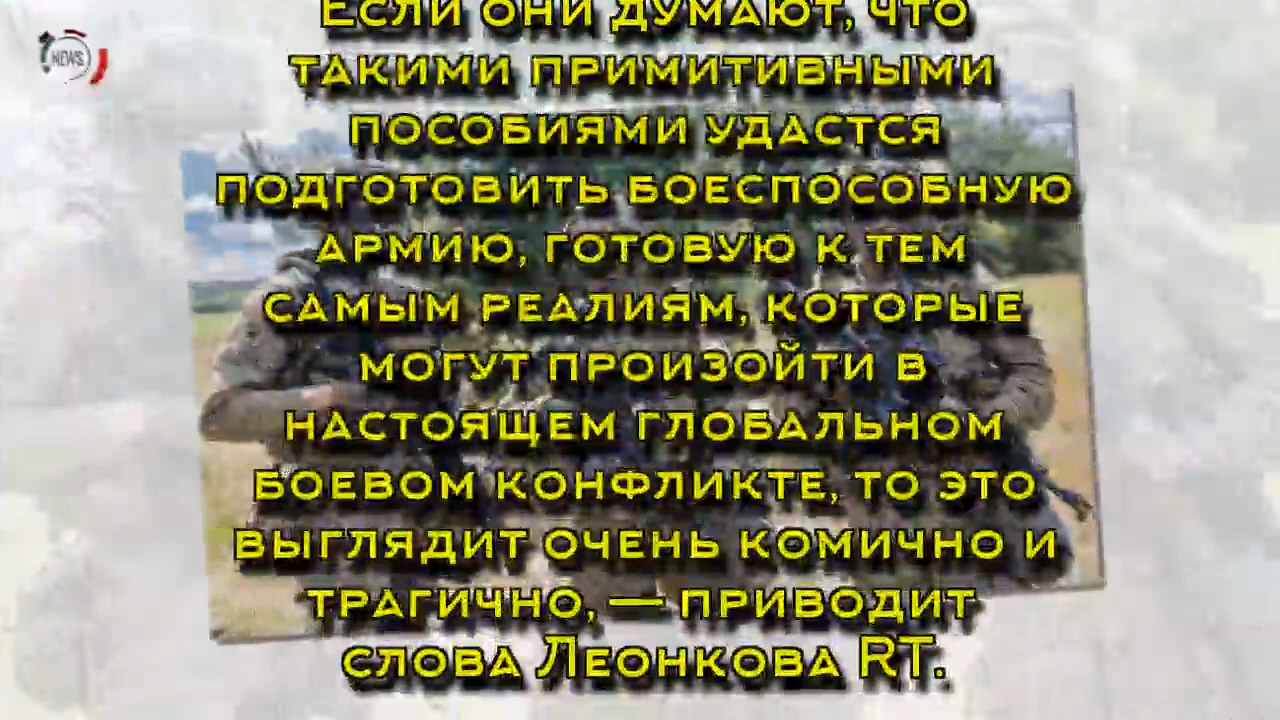 NEWS
Если они думают, что
такими примитивными
пособиями удастся
подготовить боеспособную
армию, готовую к тем
самым реалиям, которые
могут произойти в
настоящем глобальном
боевом конфликте, то это
выглядит очень комично и
трагично, — приводит
слова Леонкова RT.